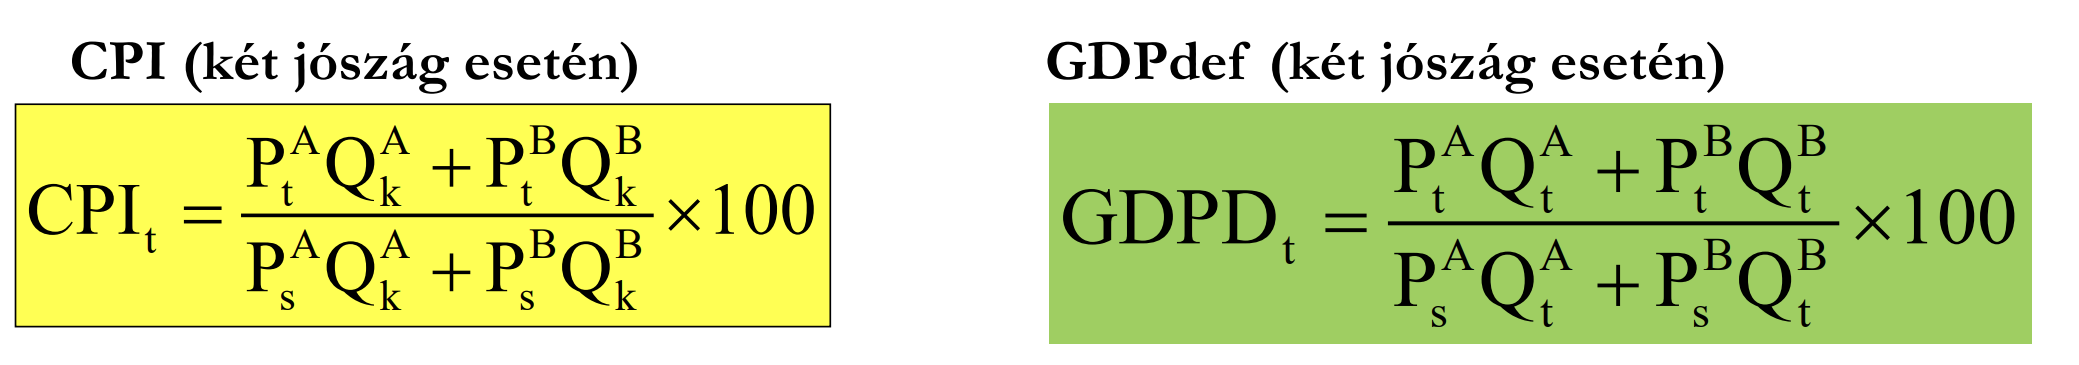 CPI (két jószág esetén)
CPI_t = (P_t^A Q_k^A + P_t^B Q_k^B) / (P_s^A Q_k^A + P_s^B Q_k^B) ×100
GDPdef (két jószág esetén)
GDPD_t = (P_t^A Q_t^A + P_t^B Q_t^B) / (P_s^A Q_t^A + P_s^B Q_t^B) ×100